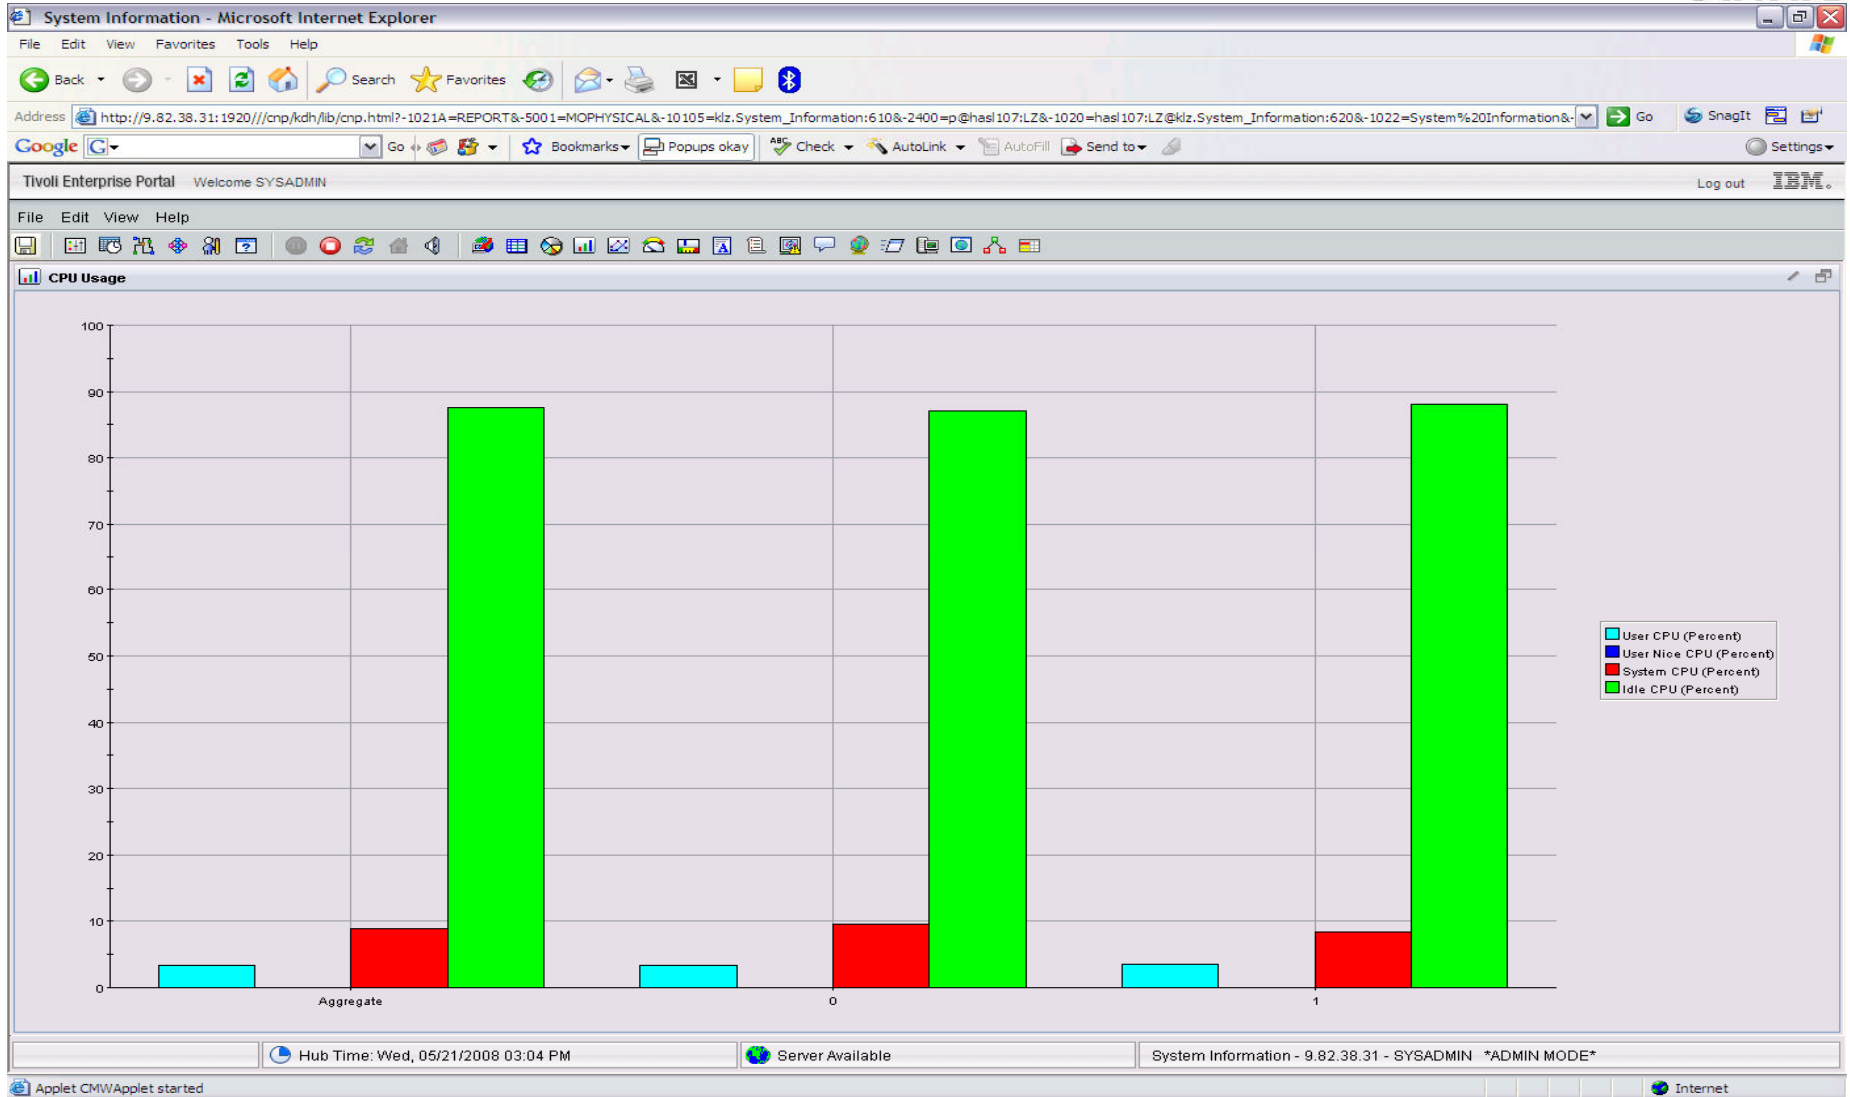 System Information - Microsoft Internet Explorer
File Edit View Favorites Tools Help
Back Search Favorites
Address http://9.82.38.31:1920///cnp/kdh/lib/cnp.html?-1021A=REPORT&-5001=MOPHYSICAL&-10105=klz.System_Information:610&-2400=p@hasl107:LZ&-1020=hasl107:LZ@klz.System_Information:620&-1022=System%20Information&- Go SnagIt
Google G Go Bookmarks Popups okay ABC Check AutoLink AutoFill Send to Settings
Tivoli Enterprise Portal Welcome SYSADMIN Log out IBM.
File Edit View Help
CPU Usage
100
90
80
70
60
50
40
30
20
10
0
Aggregate 0 1
User CPU (Percent)
User Nice CPU (Percent)
System CPU (Percent)
Idle CPU (Percent)
Hub Time: Wed, 05/21/2008 03:04 PM Server Available System Information - 9.82.38.31 - SYSADMIN *ADMIN MODE*
Applet CMWApplet started Internet